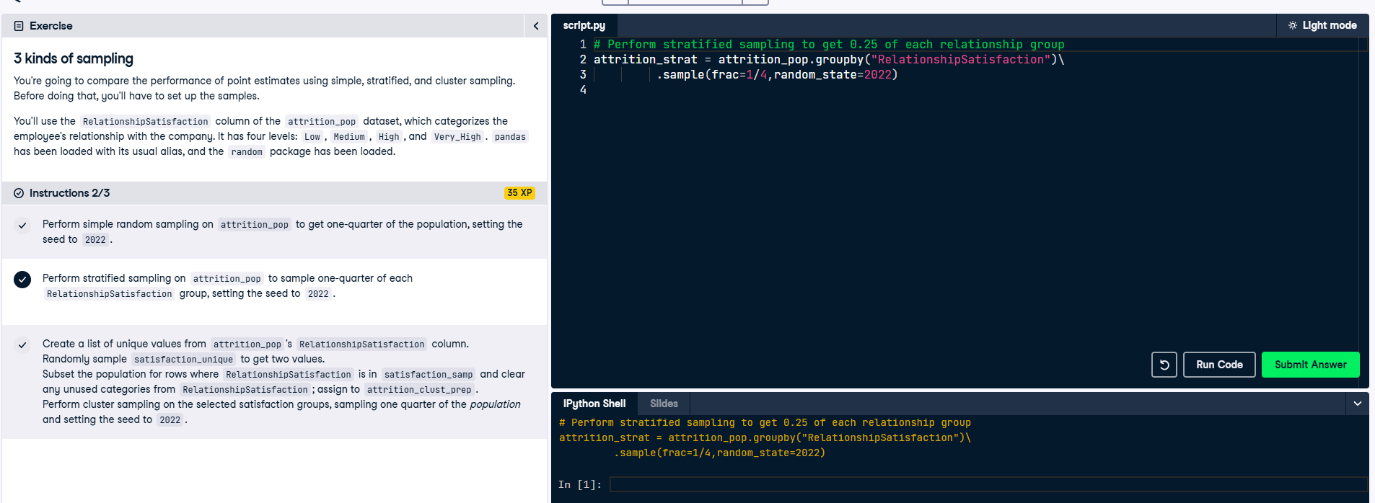 Exercise
3 kinds of sampling
You're going to compare the performance of point estimates using simple, stratified, and cluster sampling.
Before doing that, you'll have to set up the samples.
You'll use the RelationshipSatisfaction column of the attrition_pop dataset, which categorizes the
employee's relationship with the company. It has four levels: Low , Medium , High , and Very_High . pandas
has been loaded with its usual alias, and the random package has been loaded.
Instructions 2/3
35 XP
Perform simple random sampling on attrition_pop to get one-quarter of the population, setting the
seed to 2022 .
Perform stratified sampling on attrition_pop to sample one-quarter of each
RelationshipSatisfaction group, setting the seed to 2022 .
Create a list of unique values from attrition_pop 's RelationshipSatisfaction column.
Randomly sample satisfaction_unique to get two values.
Subset the population for rows where RelationshipSatisfaction is in satisfaction_samp and clear
any unused categories from RelationshipSatisfaction ; assign to attrition_clust_prep .
Perform cluster sampling on the selected satisfaction groups, sampling one quarter of the population
and setting the seed to 2022 .
script.py
Light mode
1 # Perform stratified sampling to get 0.25 of each relationship group
2 attrition_strat = attrition_pop.groupby("RelationshipSatisfaction")\
3 .sample(frac=1/4,random_state=2022)
4
Run Code
Submit Answer
IPython Shell
Slides
# Perform stratified sampling to get 0.25 of each relationship group
attrition_strat = attrition_pop.groupby("RelationshipSatisfaction")\
.sample(frac=1/4,random_state=2022)
In [1]: